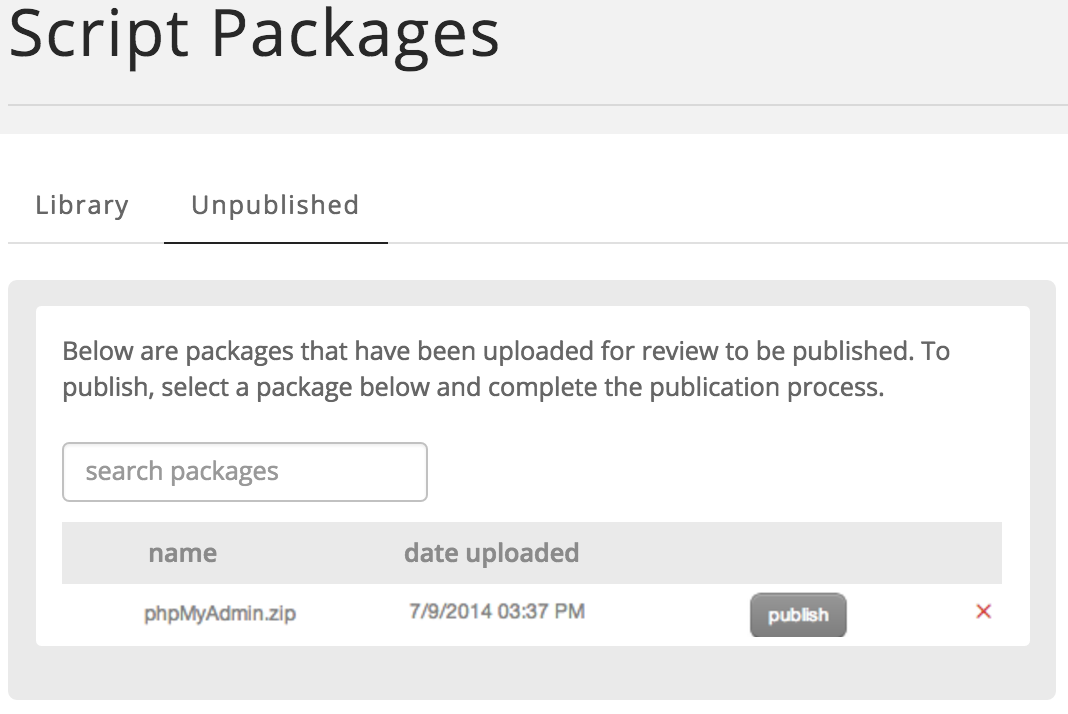 Script Packages
Library Unpublished
Below are packages that have been uploaded for review to be published. To
publish, select a package below and complete the publication process.
search packages
name date uploaded
phpMyAdmin.zip 7/9/2014 03:37 PM publish ×